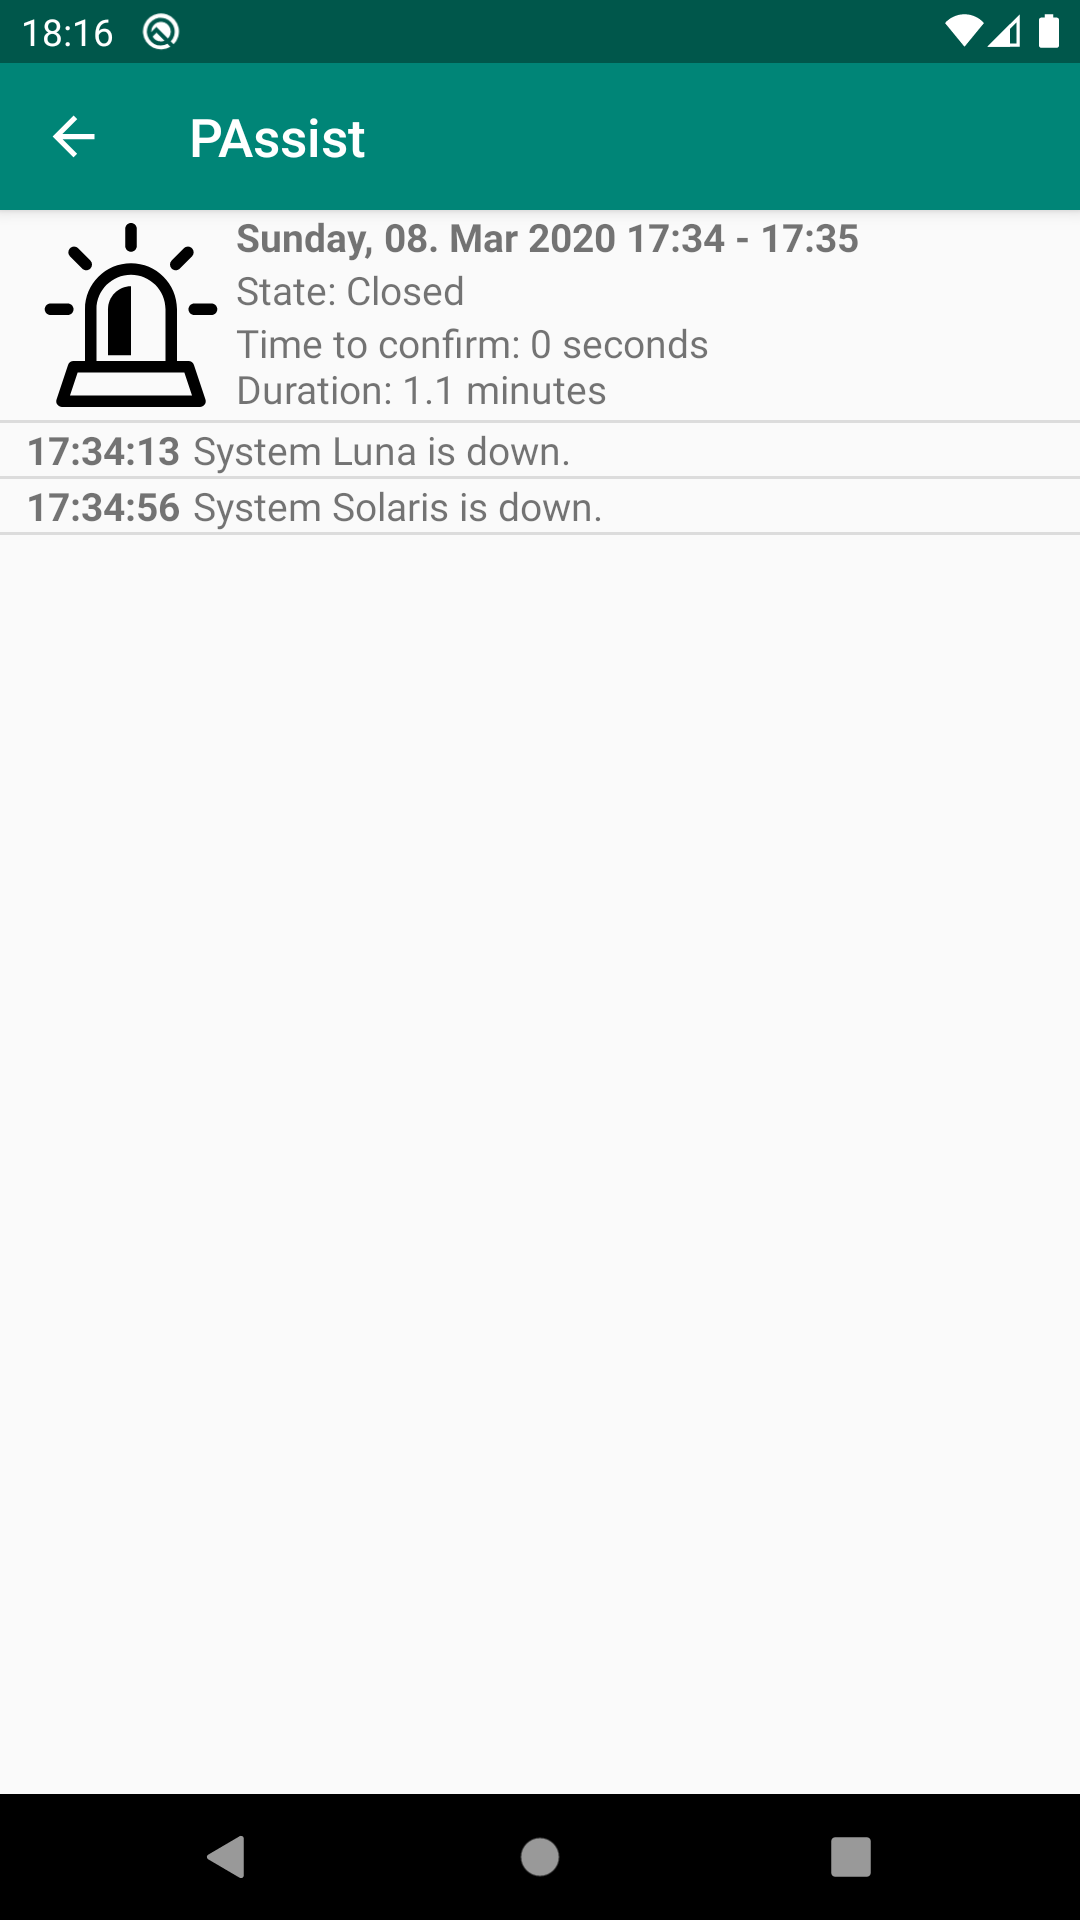 18:16
PAssist
Sunday, 08. Mar 2020 17:34 - 17:35
State: Closed
Time to confirm: 0 seconds
Duration: 1.1 minutes
17:34:13 System Luna is down.
17:34:56 System Solaris is down.